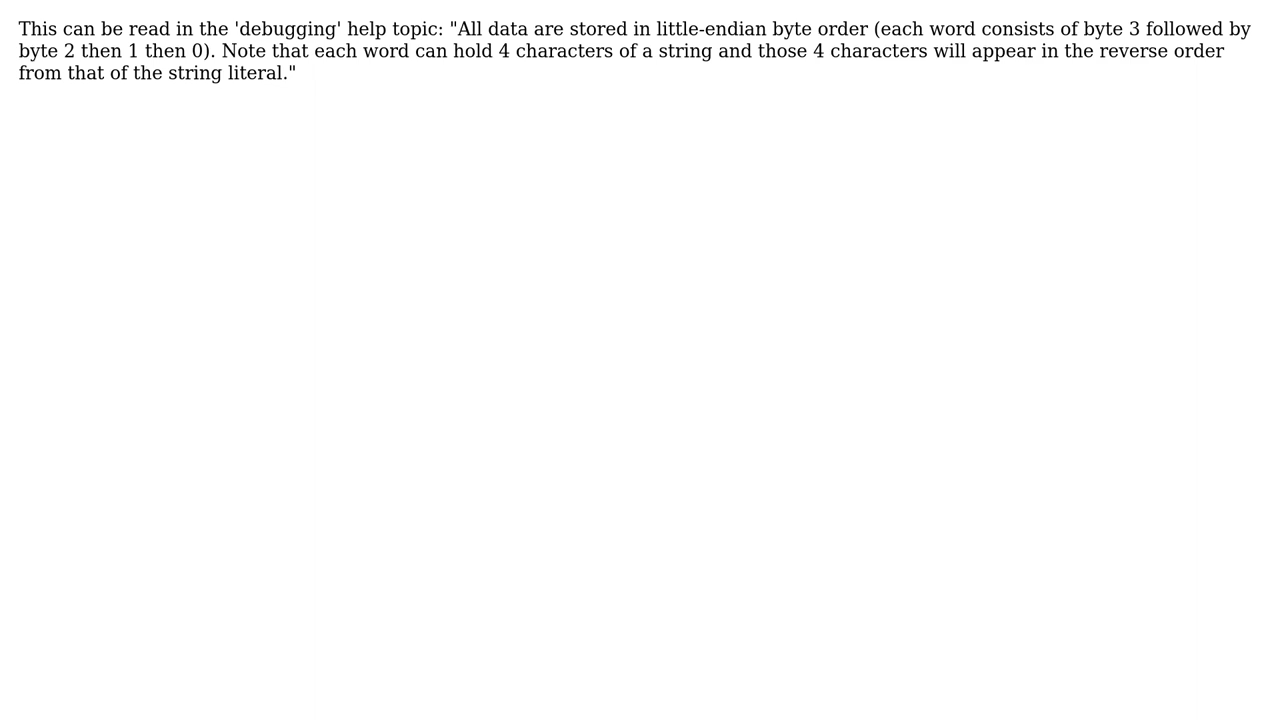 This can be read in the 'debugging' help topic: "All data are stored in little-endian byte order (each word consists of byte 3 followed by
byte 2 then 1 then 0). Note that each word can hold 4 characters of a string and those 4 characters will appear in the reverse order
from that of the string literal."